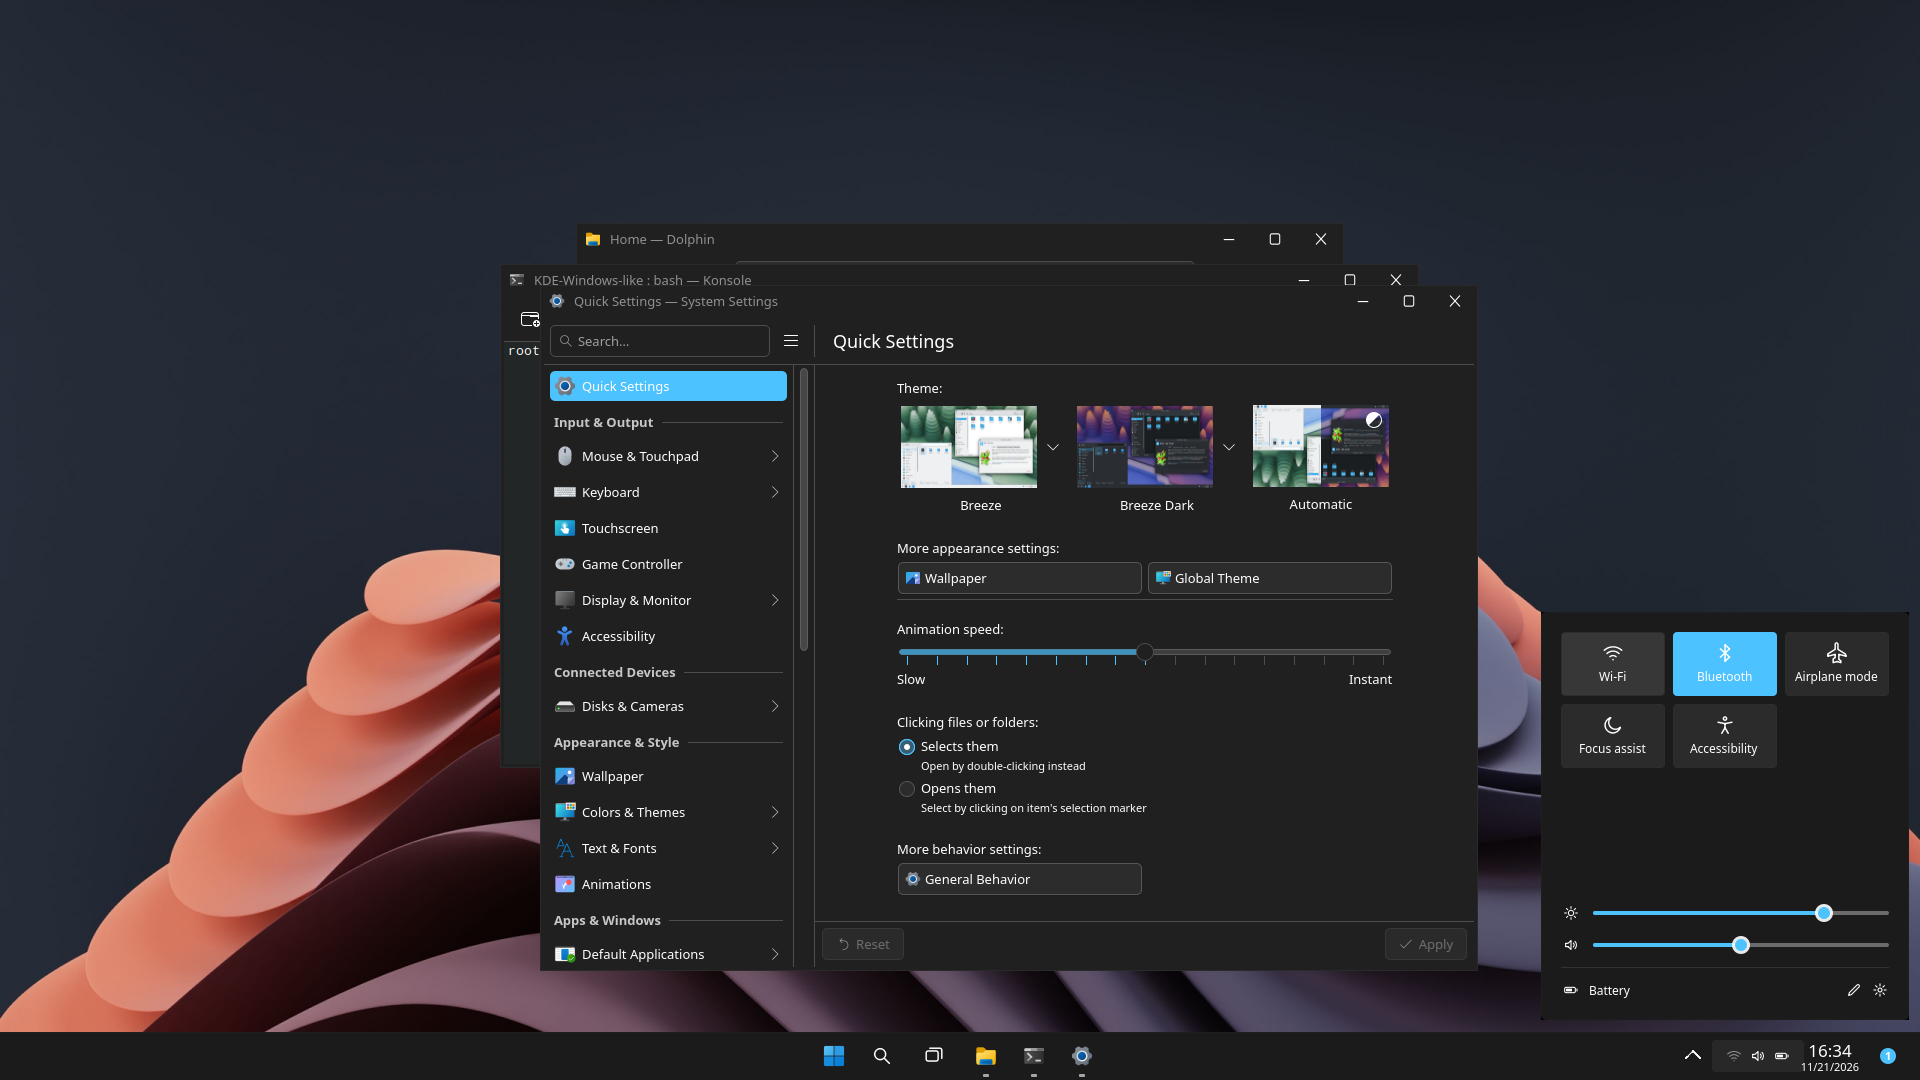 Home — Dolphin
KDE-Windows-like : bash — Konsole
Quick Settings — System Settings
root
Search...
Quick Settings
Quick Settings
Input & Output
Mouse & Touchpad
Keyboard
Touchscreen
Game Controller
Display & Monitor
Accessibility
Connected Devices
Disks & Cameras
Appearance & Style
Wallpaper
Colors & Themes
Text & Fonts
Animations
Apps & Windows
Default Applications
Theme:
Breeze
Breeze Dark
Automatic
More appearance settings:
Wallpaper
Global Theme
Animation speed:
Slow
Instant
Clicking files or folders:
Selects them
Open by double-clicking instead
Opens them
Select by clicking on item's selection marker
More behavior settings:
General Behavior
Reset
Apply
Wi-Fi
Bluetooth
Airplane mode
Focus assist
Accessibility
Battery
16:34
11/21/2026
1